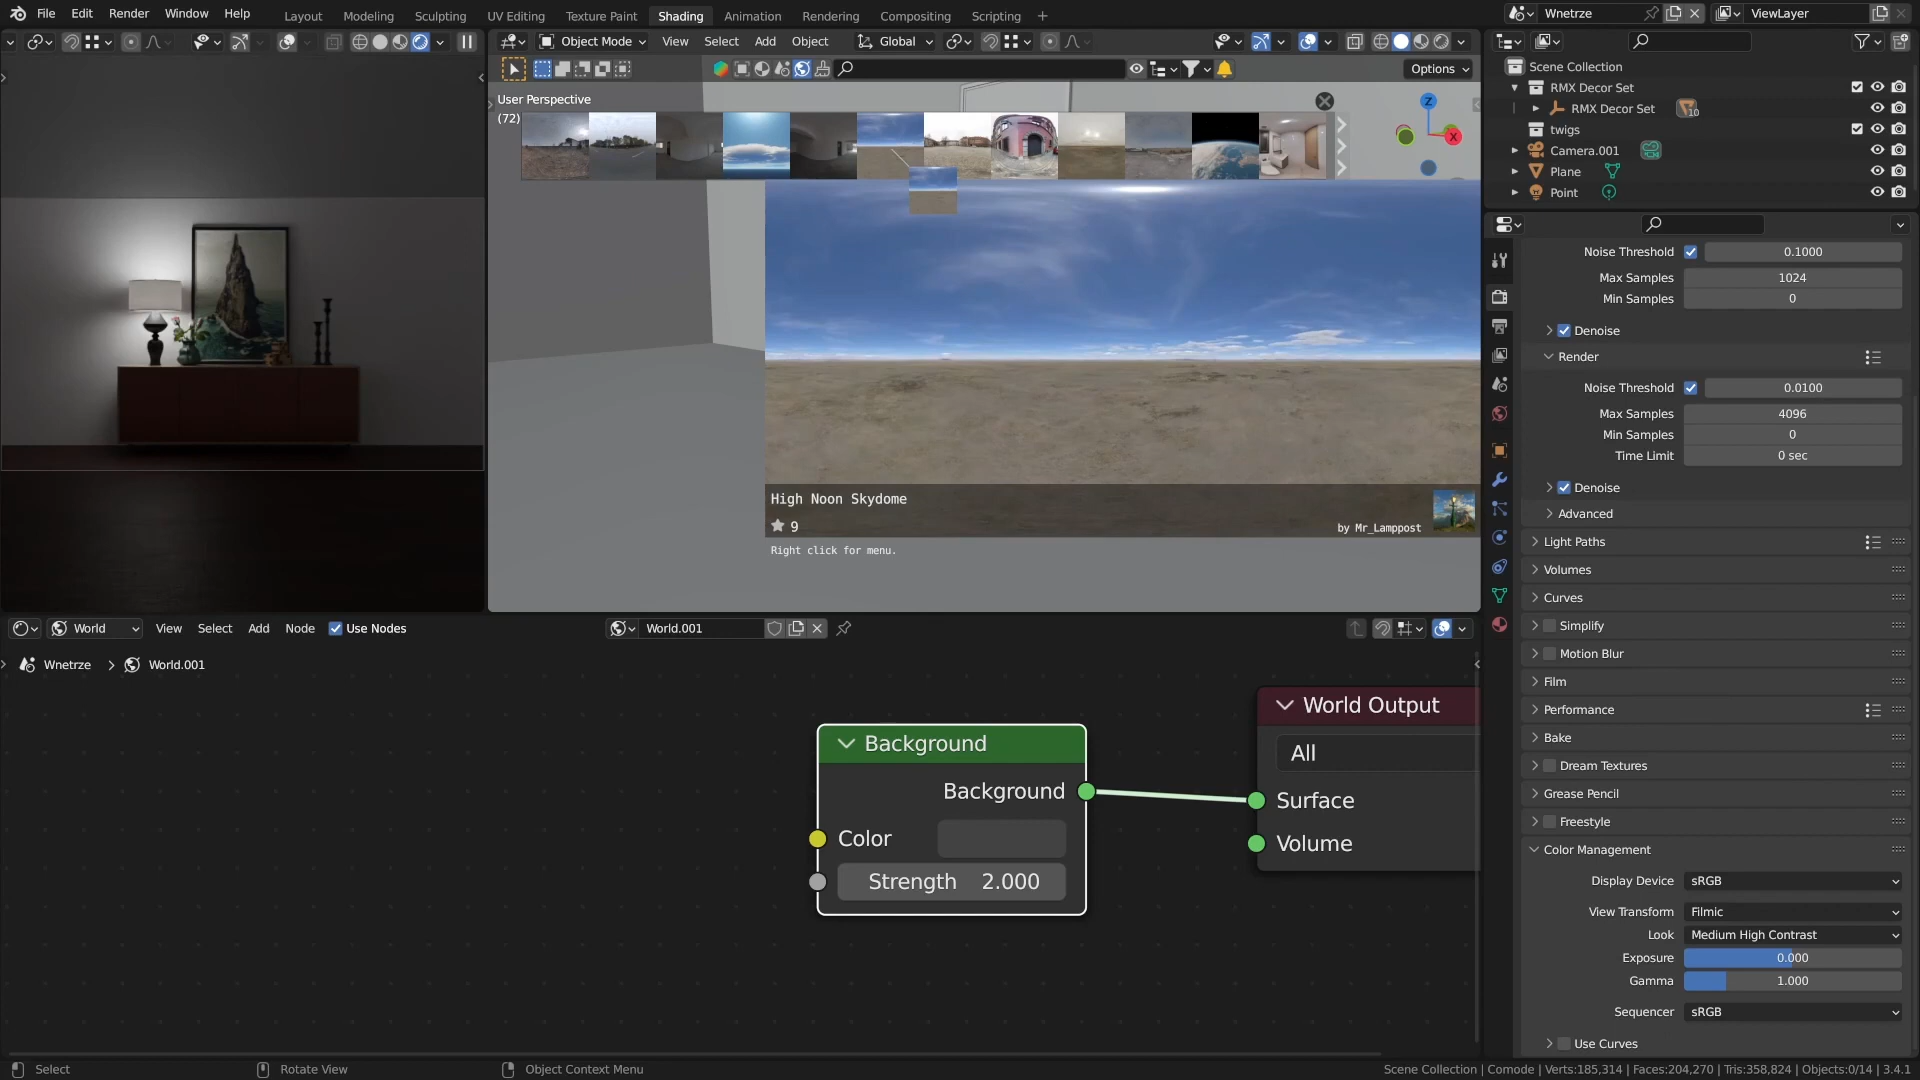 File Edit Render Window Help
Layout Modeling Sculpting UV Editing Texture Paint Shading Animation Rendering Compositing Scripting
Wnetrze
ViewLayer
Object Mode View Select Add Object Global
Options
User Perspective
(72)
Z
X
High Noon Skydome
9
by Mr_Lamppost
Right click for menu.
Scene Collection
RMX Decor Set
RMX Decor Set 10
twigs
Camera.001
Plane
Point
Noise Threshold 0.1000
Max Samples 1024
Min Samples 0
Denoise
Render
Noise Threshold 0.0100
Max Samples 4096
Min Samples 0
Time Limit 0 sec
Denoise
Advanced
Light Paths
Volumes
Curves
Simplify
Motion Blur
Film
Performance
Bake
Dream Textures
Grease Pencil
Freestyle
Color Management
Display Device sRGB
View Transform Filmic
Look Medium High Contrast
Exposure 0.000
Gamma 1.000
Sequencer sRGB
Use Curves
World View Select Add Node Use Nodes
World.001
Wnetrze World.001
Background
Background
Color
Strength 2.000
World Output
All
Surface
Volume
Select Rotate View Object Context Menu
Scene Collection | Comode | Verts:185,314 | Faces:204,270 | Tris:358,824 | Objects:0/14 | 3.4.1